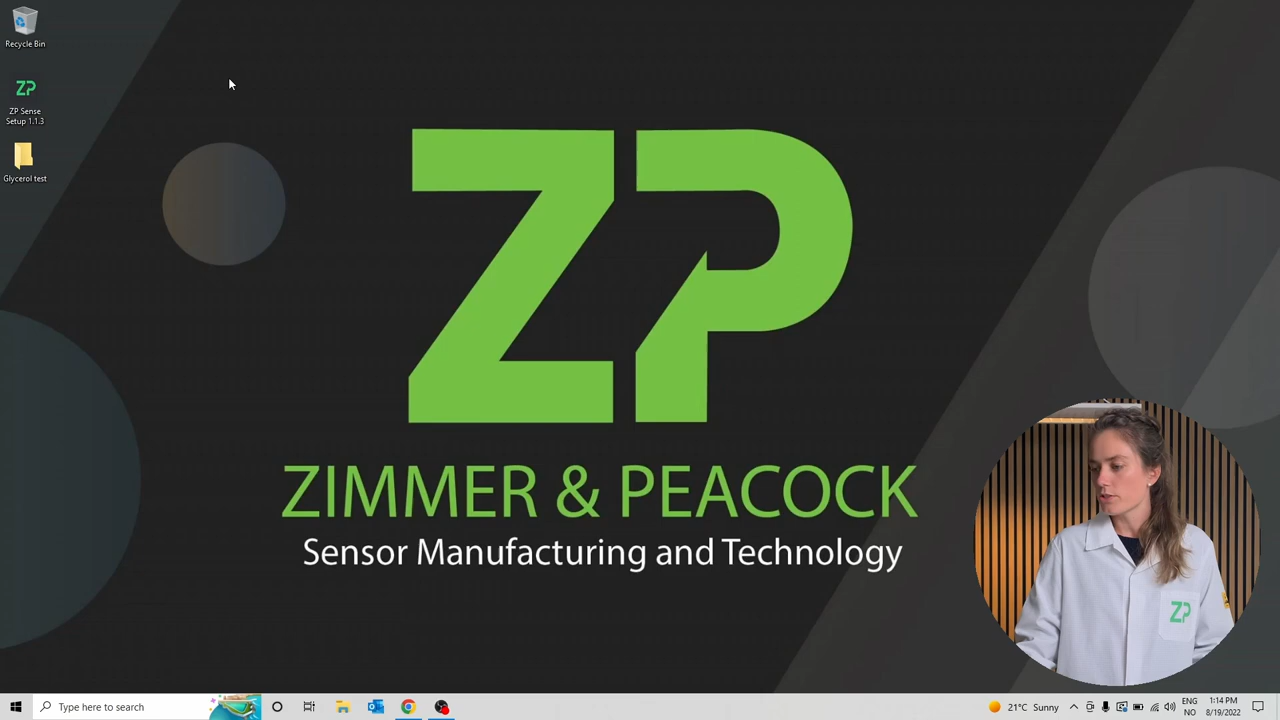 Recycle Bin
ZP
ZP Sense
Setup 1.1.3
Glycerol test
ZP
ZIMMER & PEACOCK
Sensor Manufacturing and Technology
ZP
Type here to search
21°C Sunny
ENG
NO
1:14 PM
8/19/2022